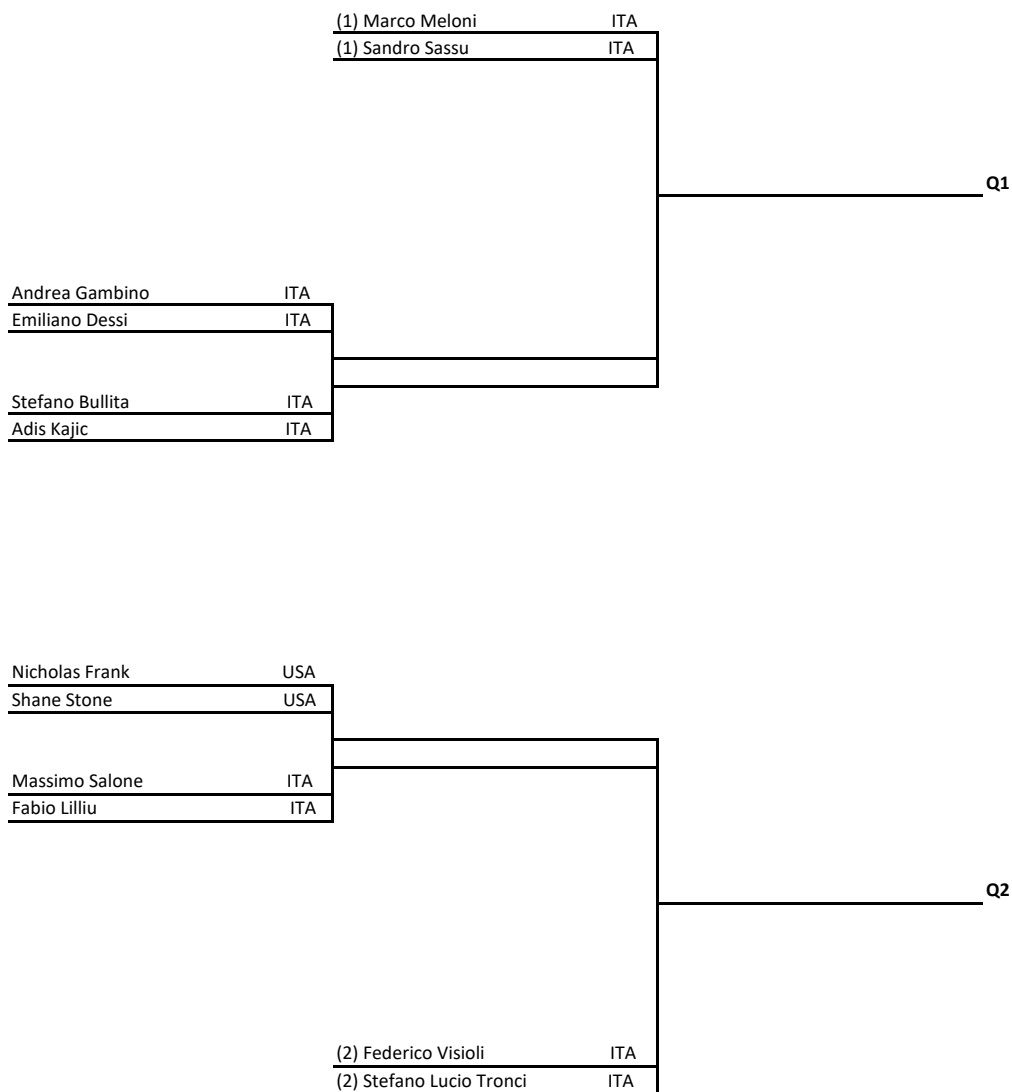 (1) Marco Meloni ITA
(1) Sandro Sassu ITA
Q1
Andrea Gambino ITA
Emiliano Dessi ITA
Stefano Bullita ITA
Adis Kajic ITA
Nicholas Frank USA
Shane Stone USA
Massimo Salone ITA
Fabio Lilliu ITA
Q2
(2) Federico Visioli ITA
(2) Stefano Lucio Tronci ITA